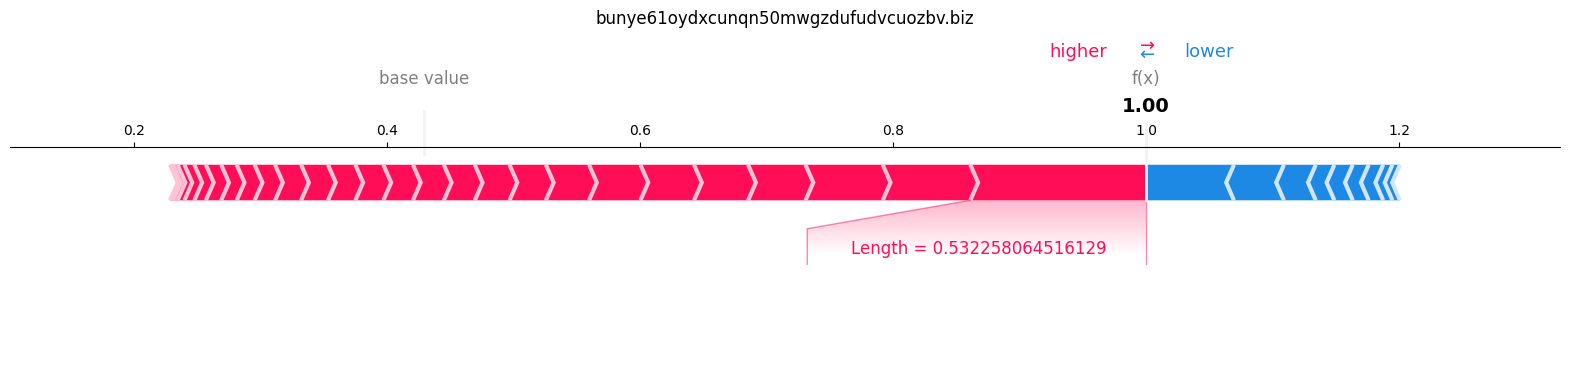 bunye61oydxcunqn50mwgzdufudvcuozbv.biz
higher → ← lower
base value f(x)
1.00
0.2 0.4 0.6 0.8 1 0 1.2
Length = 0.532258064516129